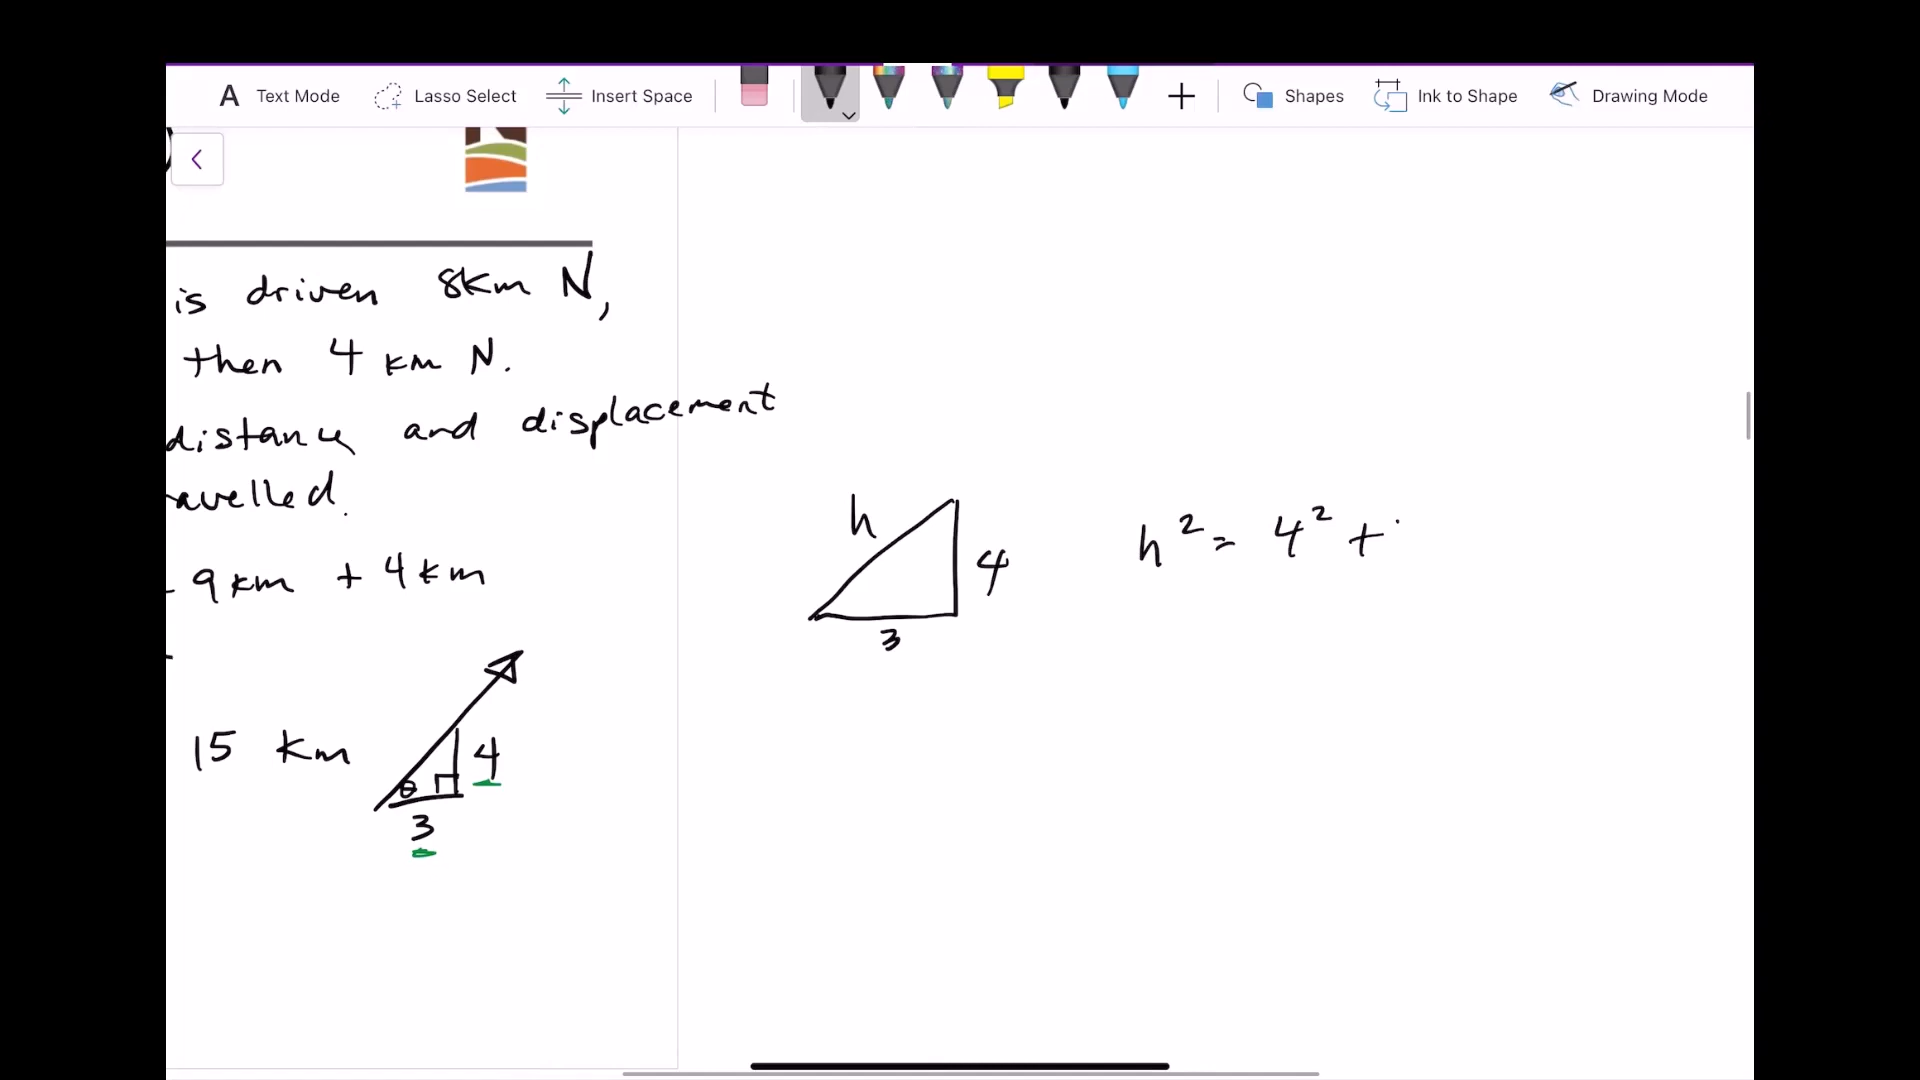 A Text Mode Lasso Select Insert Space Shapes Ink to Shape Drawing Mode
is driven 8km N,
then 4 km N.
distance and displacement
ravelled.
- 9km + 4km
15 km
θ 4
3
h
4
3
h² = 4² +